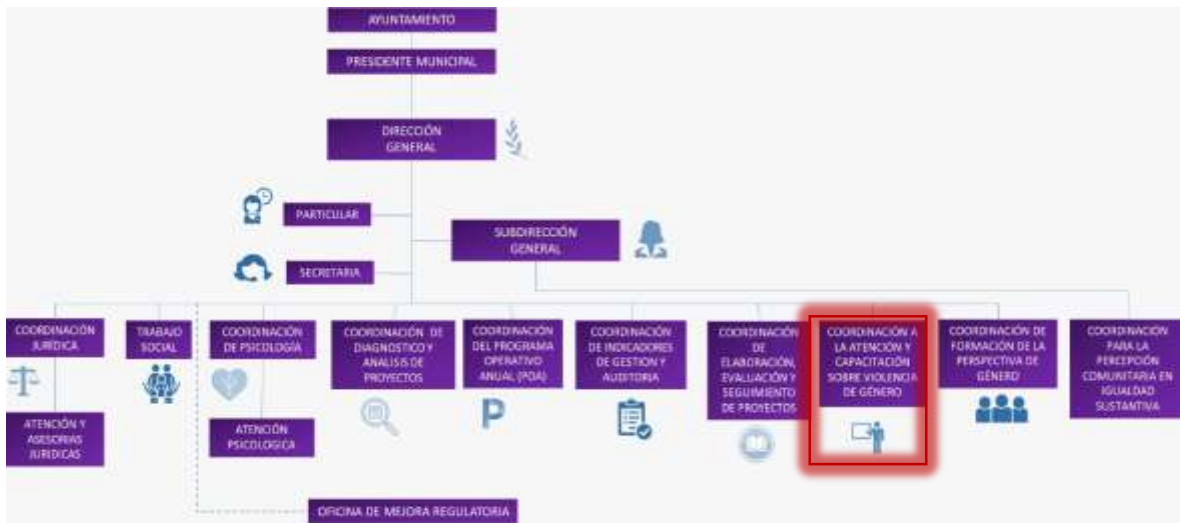 AYUNTAMIENTO
PRESIDENTE MUNICIPAL
DIRECCIÓN
GENERAL
PARTICULAR
SUBDIRECCIÓN
GENERAL
SECRETARIA
COORDINACIÓN
JURÍDICA
TRABAJO
SOCIAL
COORDINACIÓN
DE PSICOLOGÍA
COORDINACIÓN DE
DIAGNOSTICO Y
ANALISIS DE
PROYECTOS
COORDINACIÓN
DEL PROGRAMA
OPERATIVO
ANUAL (POA)
COORDINACIÓN
DE INDICADORES
DE GESTION Y
AUDITORIA
COORDINACIÓN
DE
ELABORACIÓN,
EVALUACIÓN Y
SEGUIMIENTO
DE PROYECTOS
COORDINACIÓN A
LA ATENCIÓN Y
CAPACITACIÓN
SOBRE VIOLENCIA
DE GÉNERO
COORDINACIÓN DE
FORMACIÓN DE LA
PERSPECTIVA DE
GÉNERO
COORDINACIÓN
PARA LA
PERCEPCIÓN
COMUNITARIA EN
IGUALDAD
SUSTANTIVA
P
ATENCIÓN Y
ASESORIAS
JURIDICAS
ATENCIÓN
PSICOLOGICA
OFICINA DE MEJORA REGULATORIA